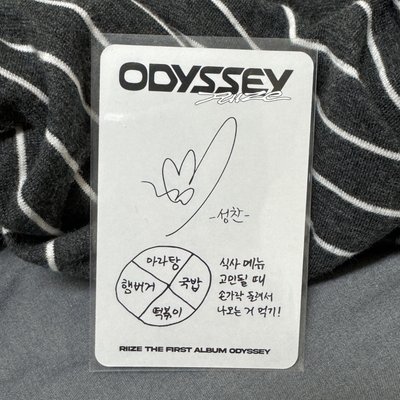 ODYSSEY
RIIZE
-성찬-
마라탕
햄버거
국밥
떡볶이
식사 메뉴
고민될 때
손가락 돌려서
나오는 거 먹기!
RIIZE THE FIRST ALBUM ODYSSEY